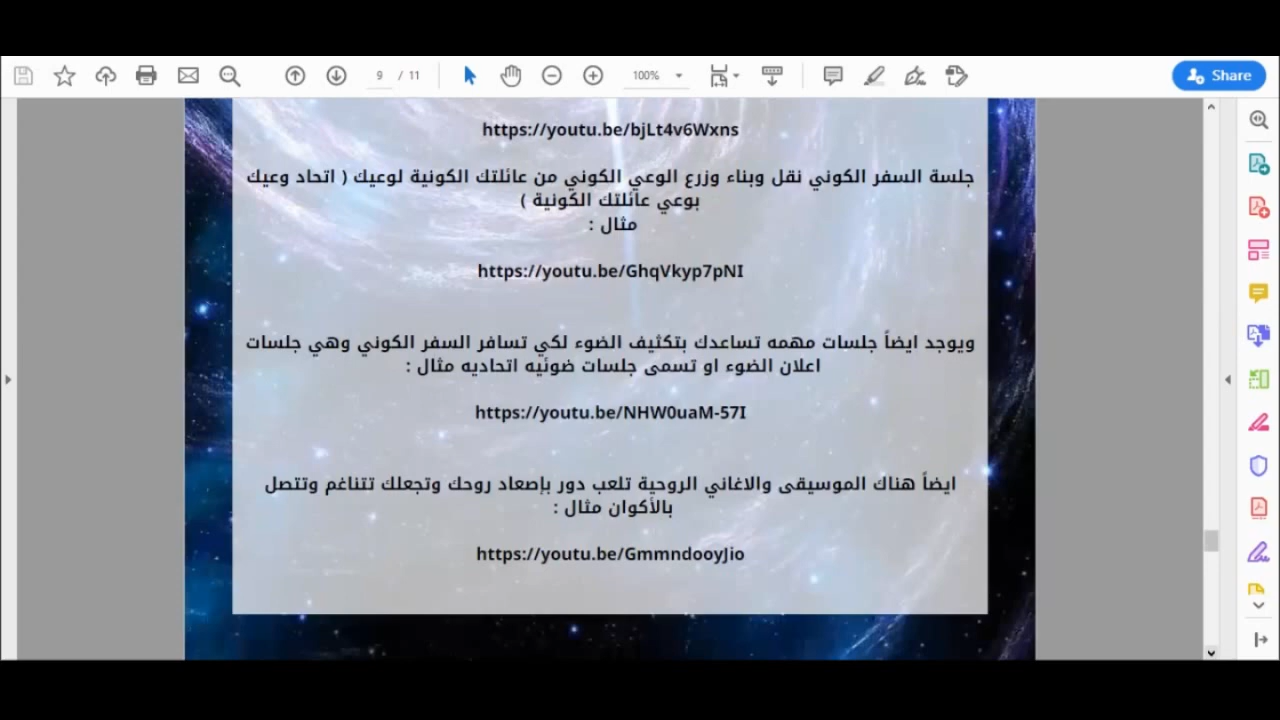 9 / 11
100%
Share
https://youtu.be/bjLt4v6Wxns
جلسة السفر الكوني نقل وبناء وزرع الوعي الكوني من عائلتك الكونية لوعيك ( اتحاد وعيك
بوعي عائلتك الكونية )
مثال :
https://youtu.be/GhqVkyp7pNI
ويوجد ايضاً جلسات مهمه تساعدك بتكثيف الضوء لكي تسافر السفر الكوني وهي جلسات
اعلان الضوء او تسمى جلسات ضوئيه اتحاديه مثال :
https://youtu.be/NHW0uaM-57I
ايضاً هناك الموسيقى والاغاني الروحية تلعب دور بإصعاد روحك وتجعلك تتناغم وتتصل
بالأكوان مثال :
https://youtu.be/GmmndooyJio